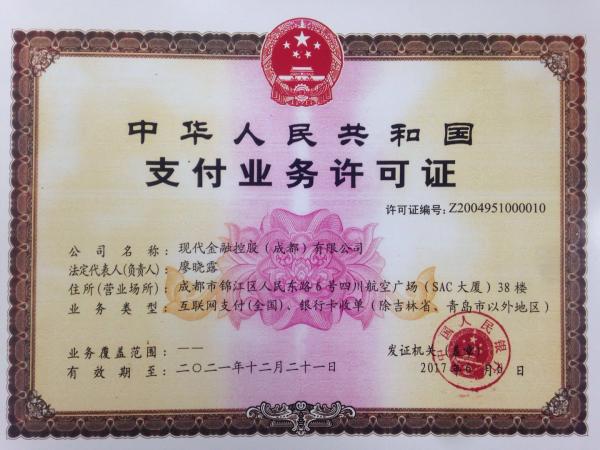 中华人民共和国
支付业务许可证
许可证编号: Z2004951000010
公司名称: 现代金融控股（成都）有限公司
法定代表人(负责人): 廖晓露
住所(营业场所): 成都市锦江区人民东路6号四川航空广场（SAC大厦）38楼
业务类型: 互联网支付(全国)、银行卡收单（除吉林省、青岛市以外地区）
业务覆盖范围: ——
发证机关
有效期至: 二〇二一年十二月二十一日
2017年 月 日
中国人民银